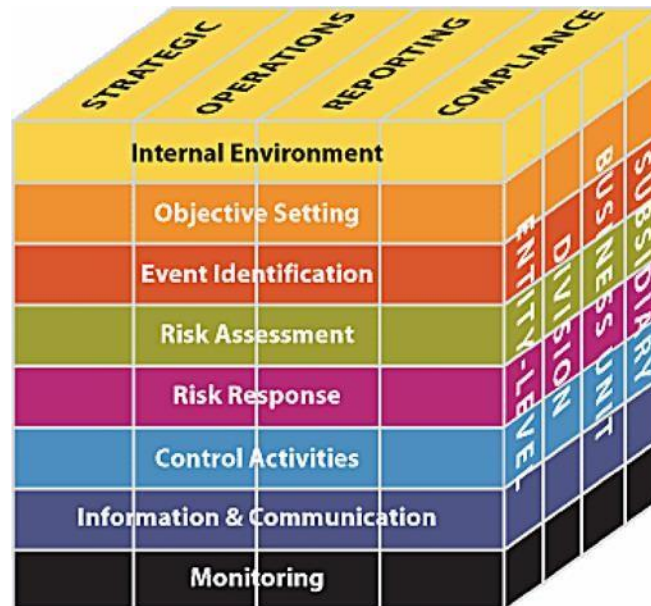 STRATEGIC
OPERATIONS
REPORTING
COMPLIANCE
Internal Environment
Objective Setting
Event Identification
Risk Assessment
Risk Response
Control Activities
Information & Communication
Monitoring
ENTITY-LEVEL
DIVISION
BUSINESS UNIT
SUBSIDIARY